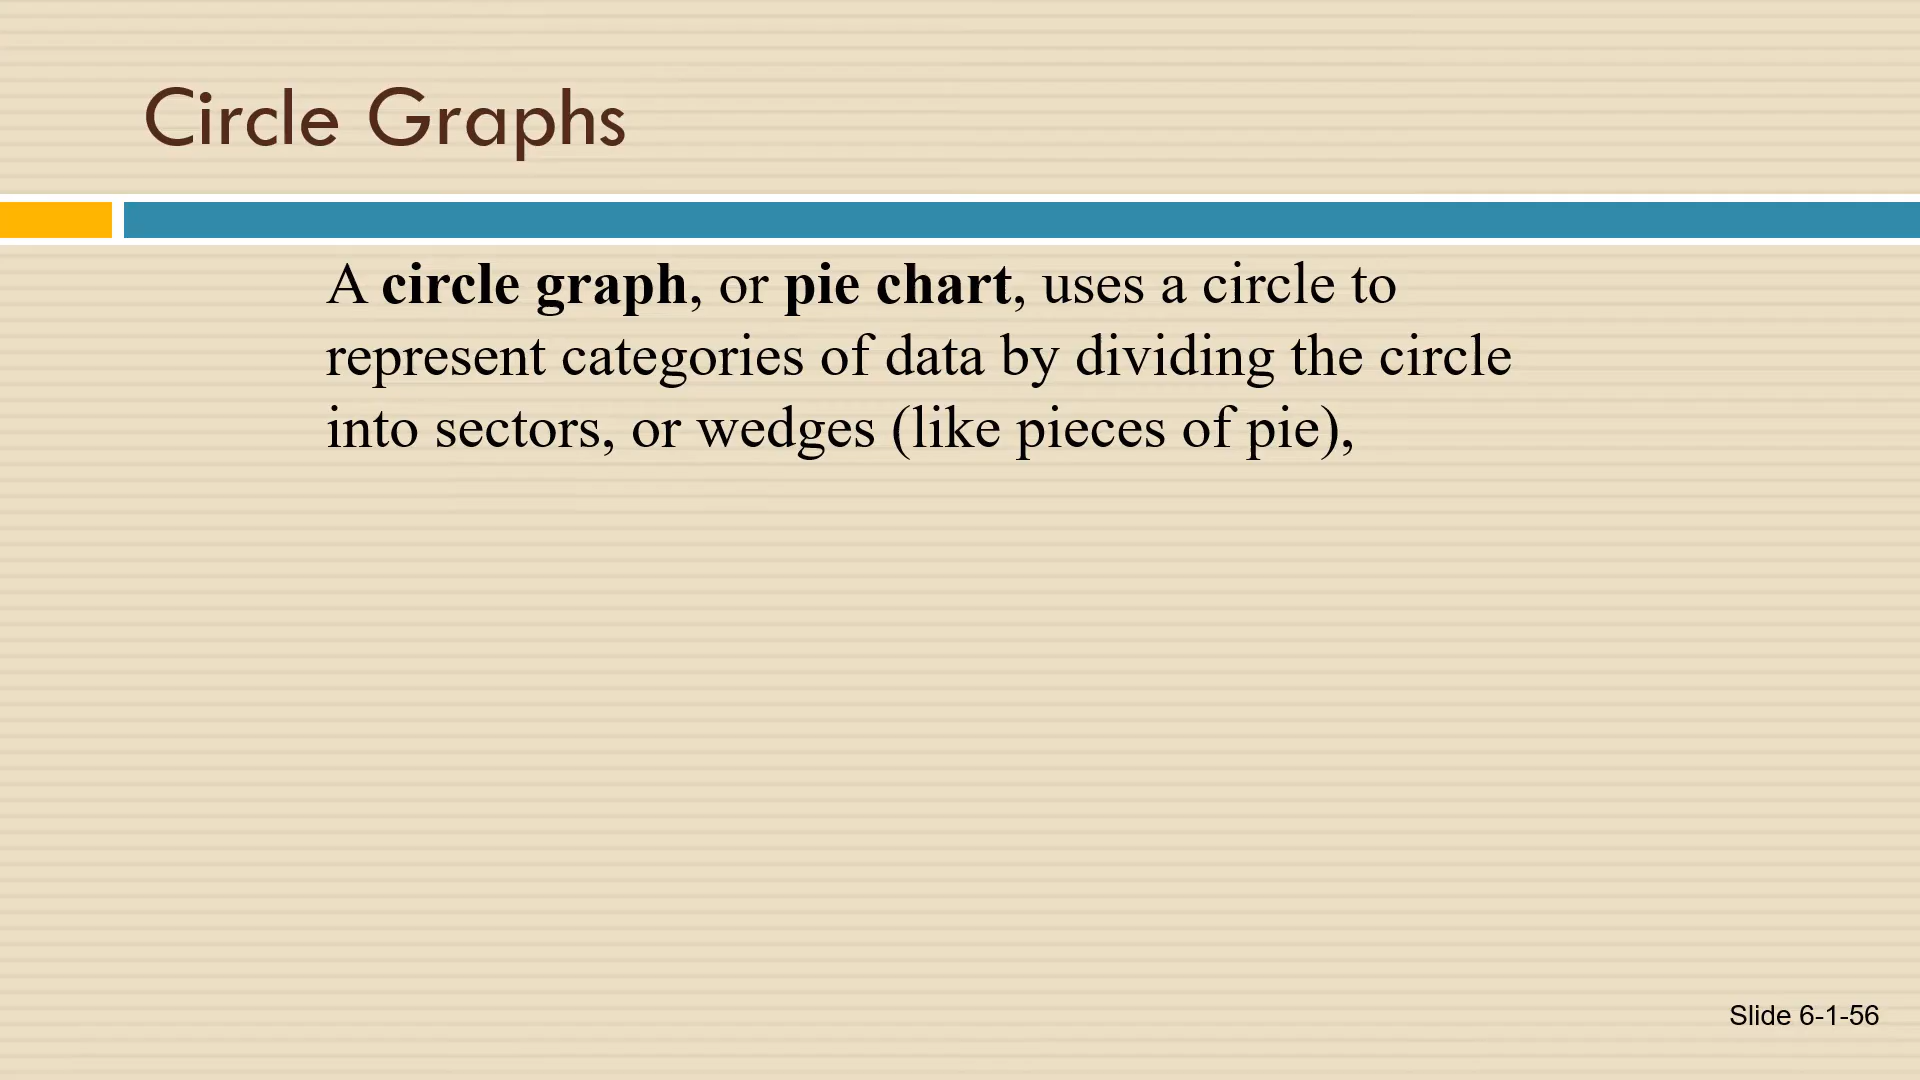 Circle Graphs
A circle graph, or pie chart, uses a circle to
represent categories of data by dividing the circle
into sectors, or wedges (like pieces of pie),
Slide 6-1-56